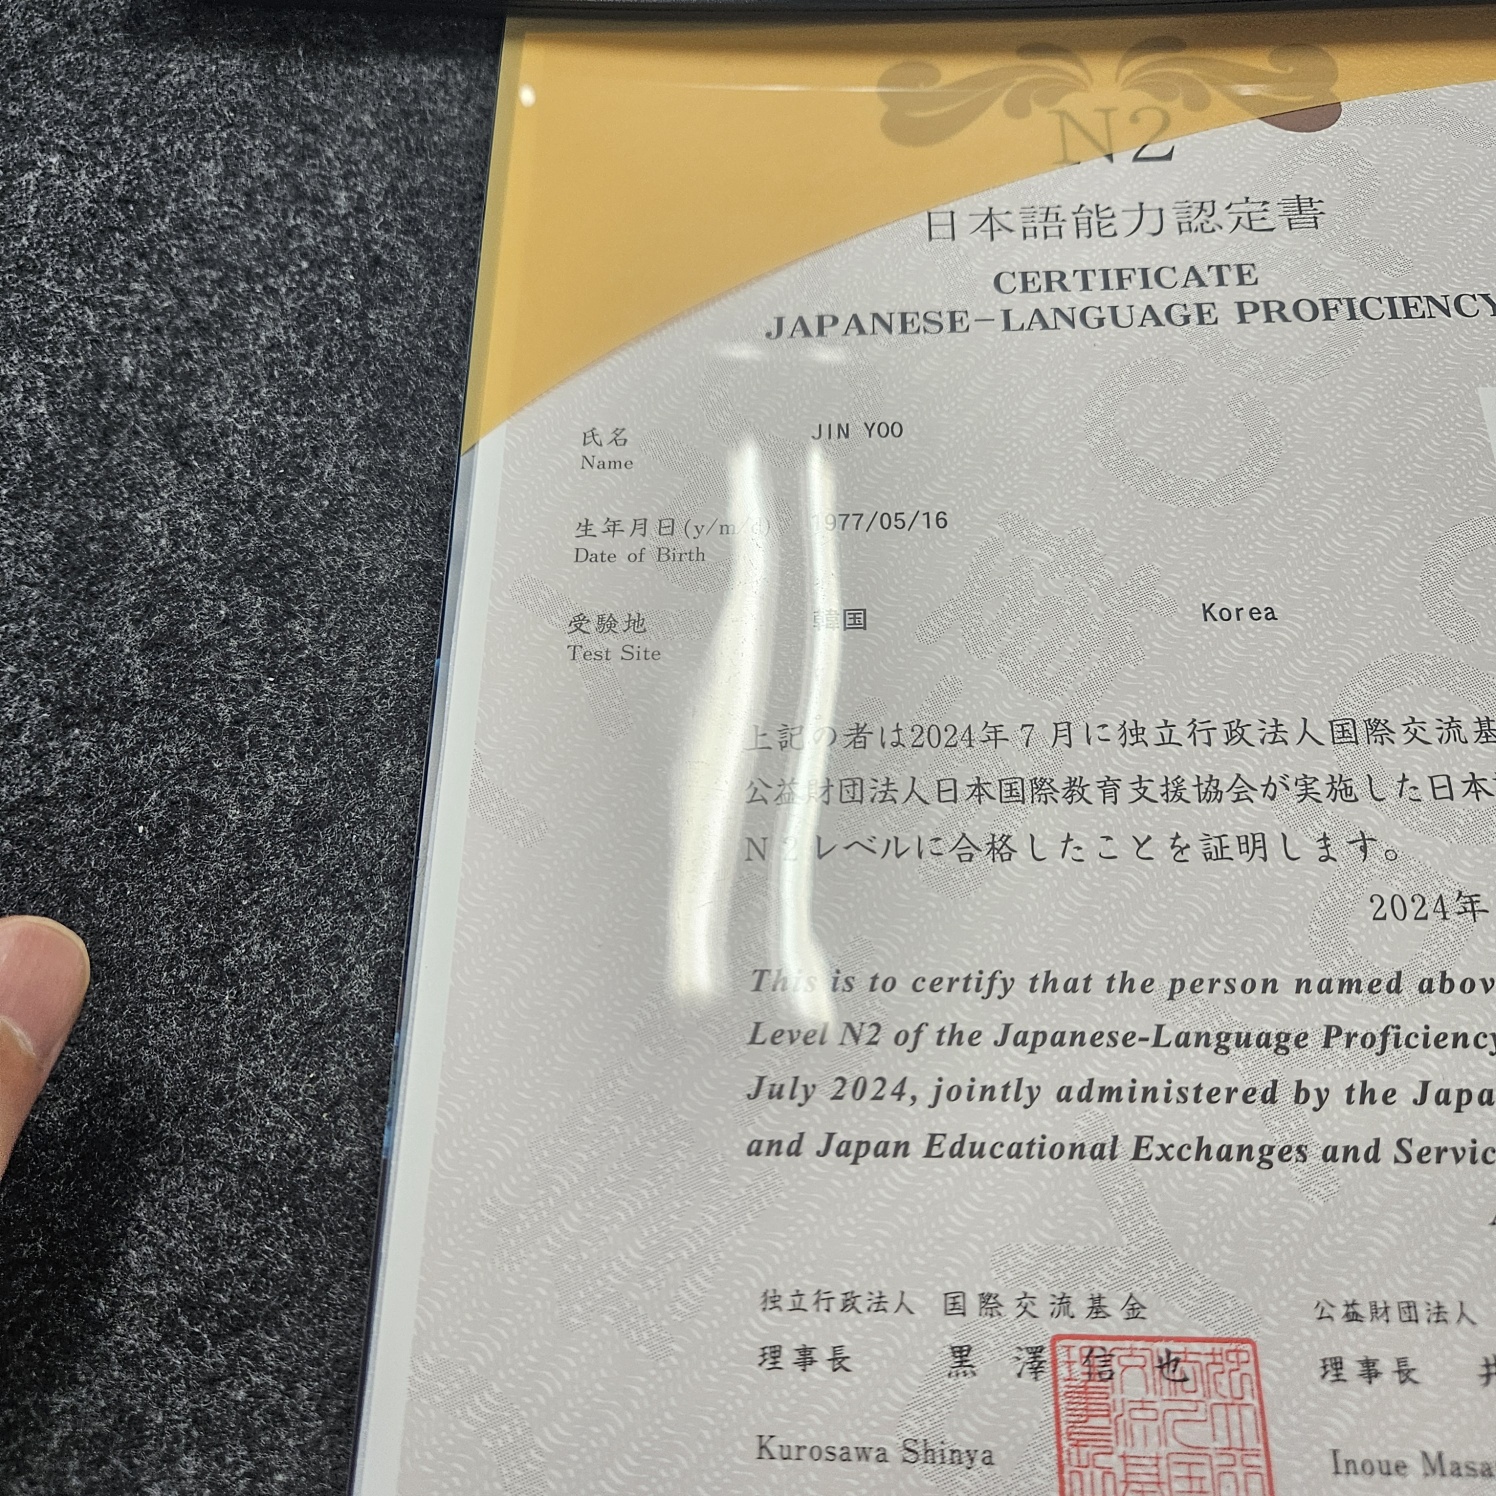 N2
日本語能力認定書
CERTIFICATE
JAPANESE-LANGUAGE PROFICIENCY
氏名 JIN YOO
Name
生年月日(y/m/d) 1977/05/16
Date of Birth
受験地 韓国 Korea
Test Site
上記の者は2024年7月に独立行政法人国際交流基
公益財団法人日本国際教育支援協会が実施した日本
N2レベルに合格したことを証明します。
2024年
This is to certify that the person named abov
Level N2 of the Japanese-Language Proficiency
July 2024, jointly administered by the Japa
and Japan Educational Exchanges and Servic
独立行政法人 国際交流基金 公益財団法人
理事長 黒澤信也 理事長 井
Kurosawa Shinya Inoue Masa